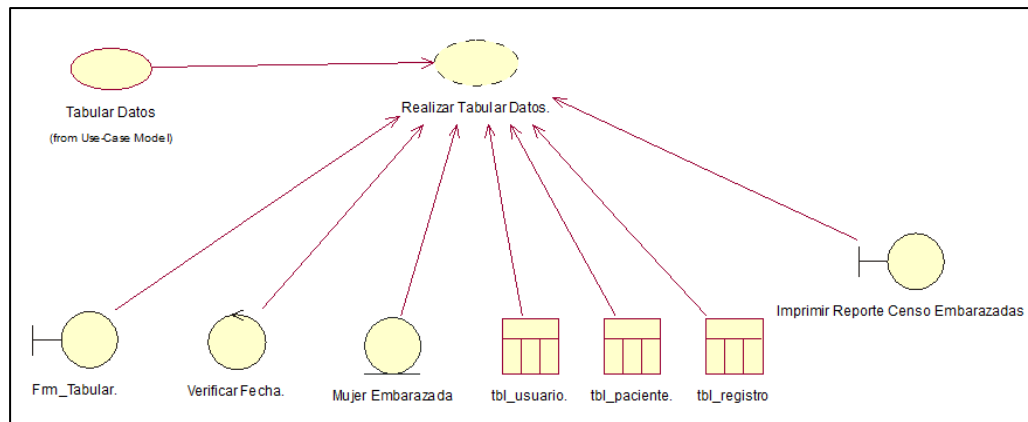 Tabular Datos
(from Use-Case Model)
Realizar Tabular Datos.
Imprimir Reporte Censo Embarazadas
Frm_Tabular.
Verificar Fecha.
Mujer Embarazada
tbl_usuario.
tbl_paciente.
tbl_registro